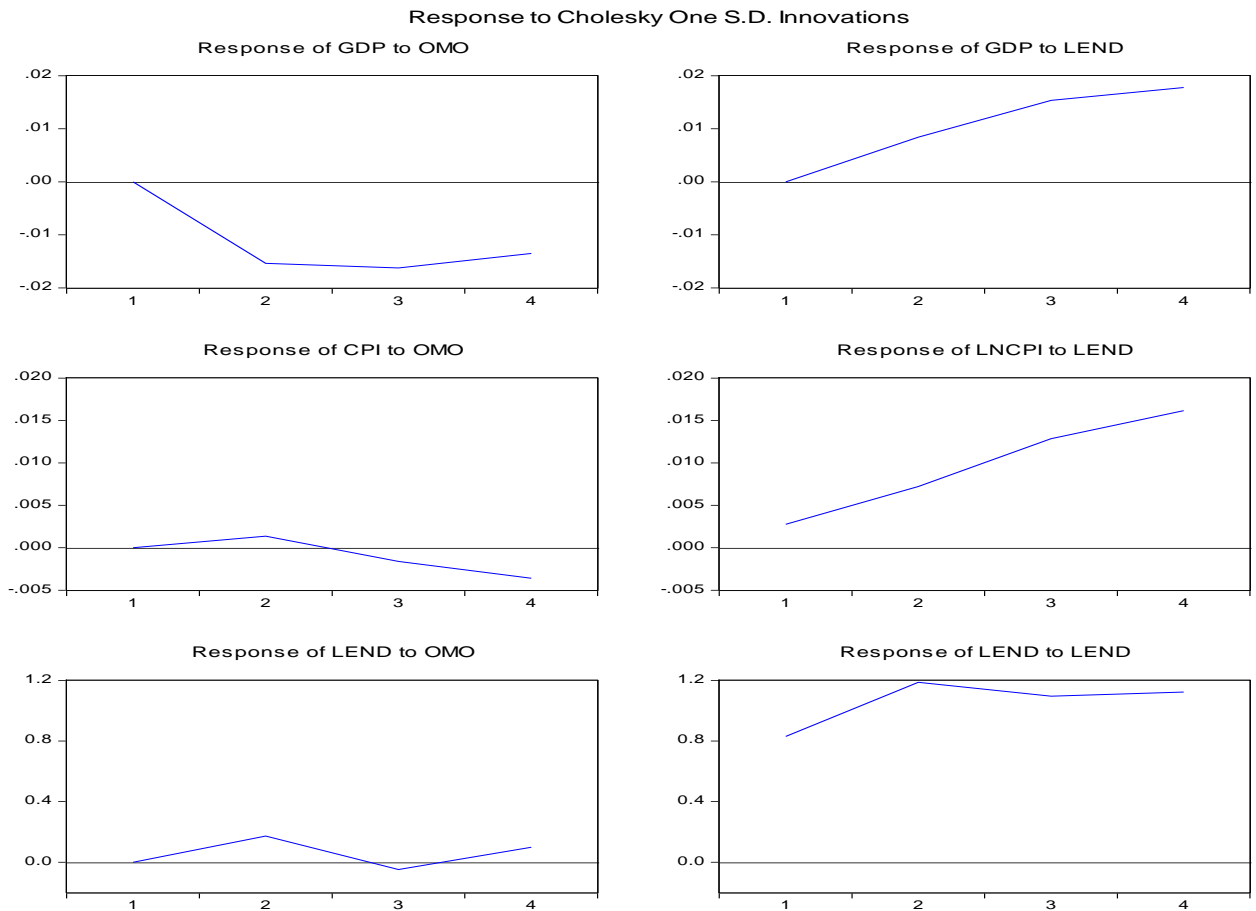 Response to Cholesky One S.D. Innovations
Response of GDP to OMO
.02
.01
.00
-.01
-.02
1 2 3 4
Response of GDP to LEND
.02
.01
.00
-.01
-.02
1 2 3 4
Response of CPI to OMO
.020
.015
.010
.005
.000
-.005
1 2 3 4
Response of LNCPI to LEND
.020
.015
.010
.005
.000
-.005
1 2 3 4
Response of LEND to OMO
1.2
0.8
0.4
0.0
1 2 3 4
Response of LEND to LEND
1.2
0.8
0.4
0.0
1 2 3 4